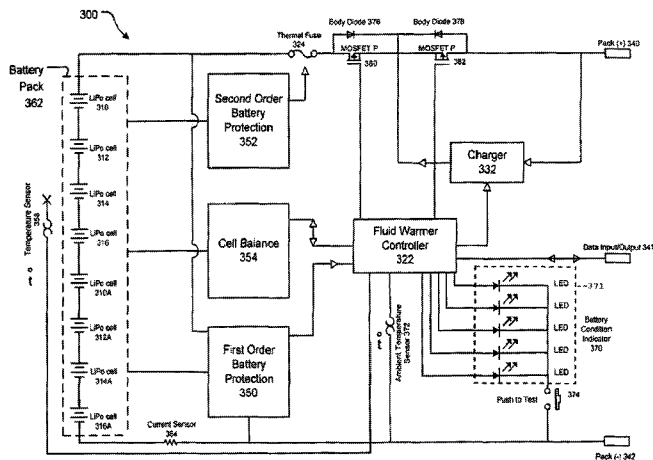 300
Thermal Fuse
324
Body Diode 376
Body Diode 378
MOSFET P
380
MOSFET P
382
Pack (+) 340
Battery
Pack
362
LiPo cell
310
LiPo cell
312
LiPo cell
314
LiPo cell
316
LiPo cell
210A
LiPo cell
312A
LiPo cell
314A
LiPo cell
316A
Temperature Sensor
358
t°
Second Order
Battery
Protection
352
Cell Balance
354
First Order
Battery
Protection
350
Charger
332
Fluid Warmer
Controller
322
Data Input/Output 341
Ambient Temperature
Sensor 372
t°
LED
371
LED
LED
LED
LED
Battery
Condition
Indicator
370
Push to Test
374
Current Sensor
364
Pack (-) 342